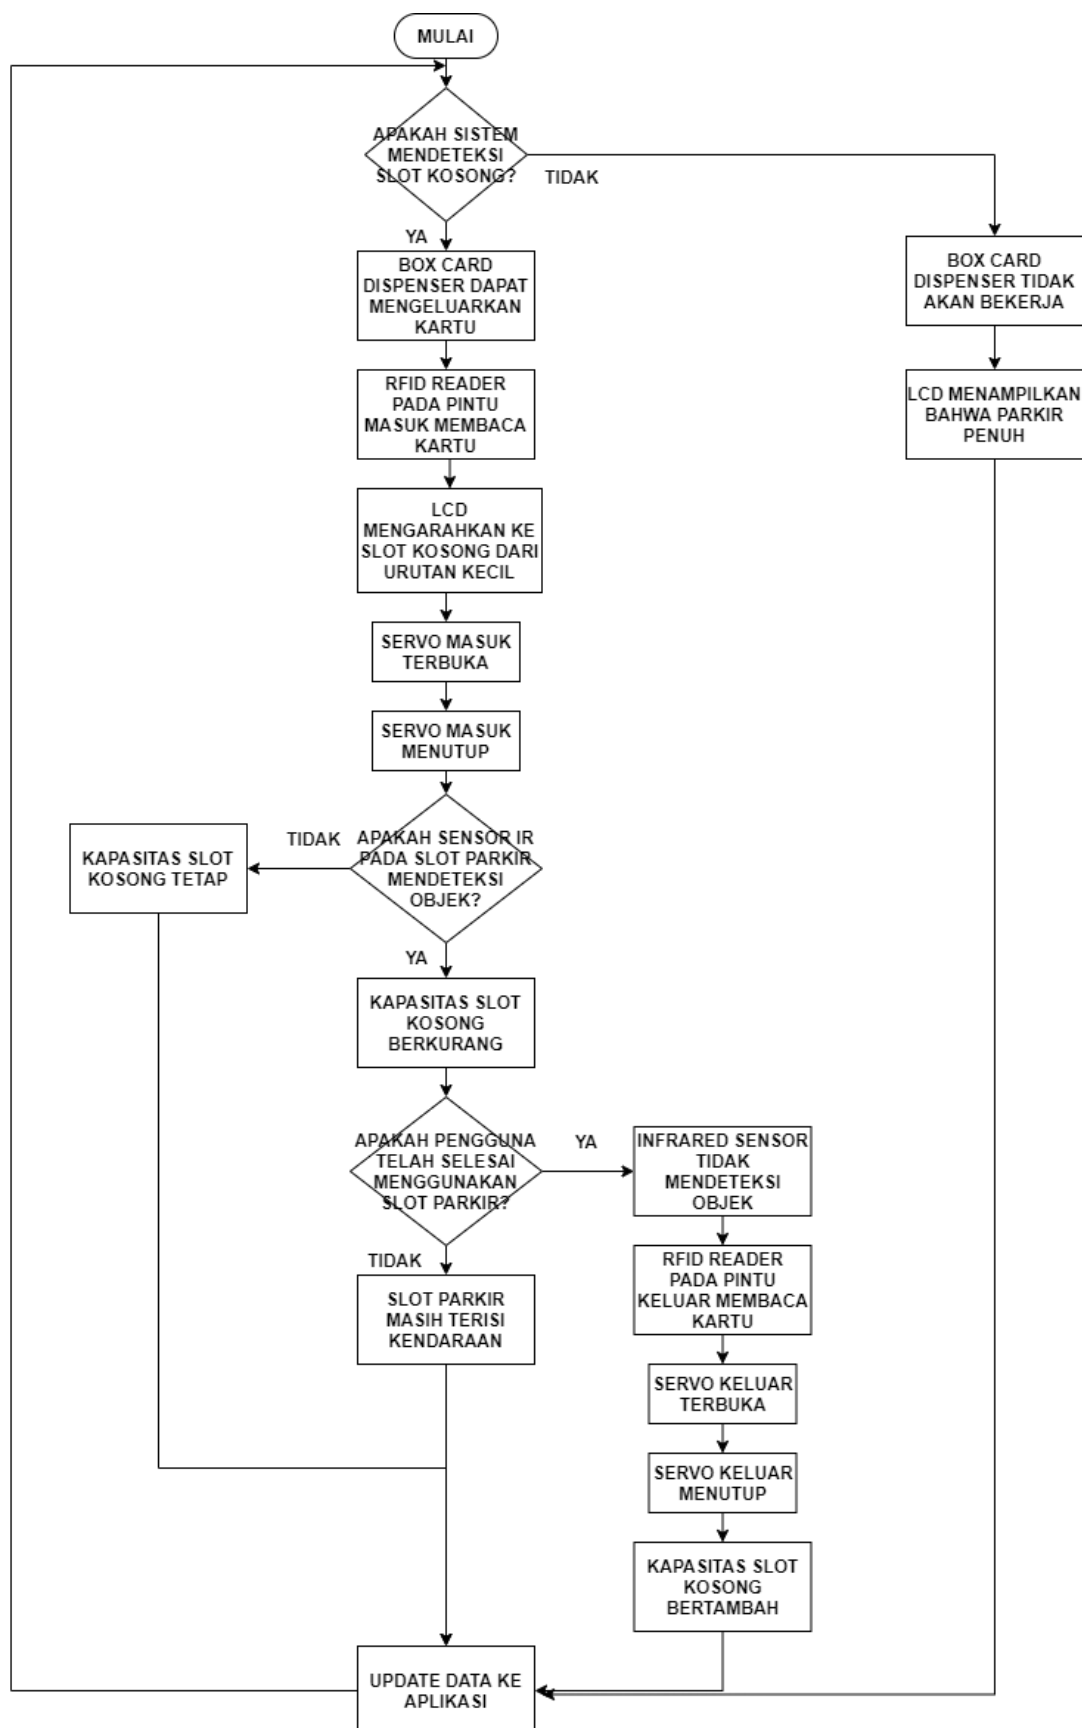 MULAI
APAKAH SISTEM
MENDETEKSI
SLOT KOSONG?
TIDAK
YA
BOX CARD
DISPENSER DAPAT
MENGELUARKAN
KARTU
BOX CARD
DISPENSER TIDAK
AKAN BEKERJA
RFID READER
PADA PINTU
MASUK MEMBACA
KARTU
LCD MENAMPILKAN
BAHWA PARKIR
PENUH
LCD
MENGARAHKAN KE
SLOT KOSONG DARI
URUTAN KECIL
SERVO MASUK
TERBUKA
SERVO MASUK
MENUTUP
APAKAH SENSOR IR
PADA SLOT PARKIR
MENDETEKSI
OBJEK?
TIDAK
KAPASITAS SLOT
KOSONG TETAP
YA
KAPASITAS SLOT
KOSONG
BERKURANG
APAKAH PENGGUNA
TELAH SELESAI
MENGGUNAKAN
SLOT PARKIR?
YA
INFRARED SENSOR
TIDAK
MENDETEKSI
OBJEK
TIDAK
SLOT PARKIR
MASIH TERISI
KENDARAAN
RFID READER
PADA PINTU
KELUAR MEMBACA
KARTU
SERVO KELUAR
TERBUKA
SERVO KELUAR
MENUTUP
KAPASITAS SLOT
KOSONG
BERTAMBAH
UPDATE DATA KE
APLIKASI